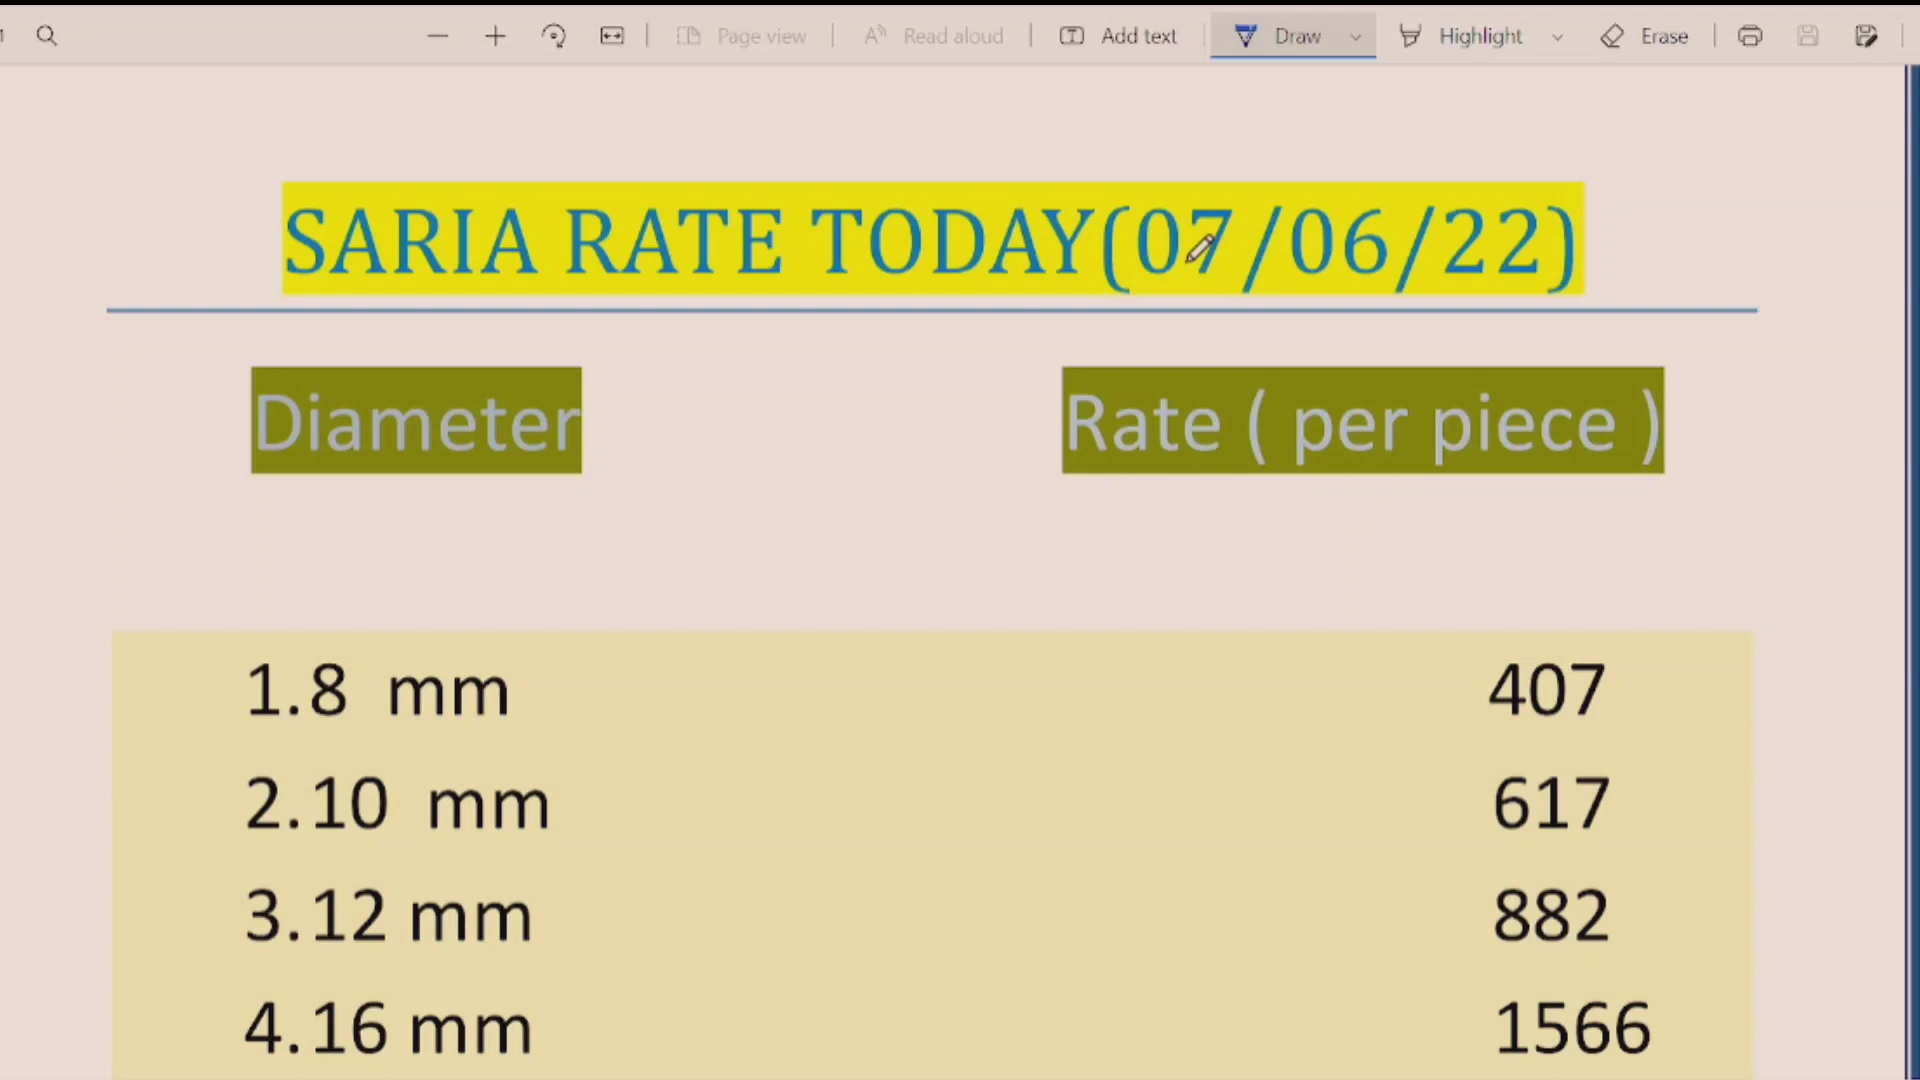 Page view Read aloud Add text Draw Highlight Erase
SARIA RATE TODAY(07/06/22)
Diameter Rate ( per piece )
1.8 mm 407
2.10 mm 617
3.12 mm 882
4.16 mm 1566